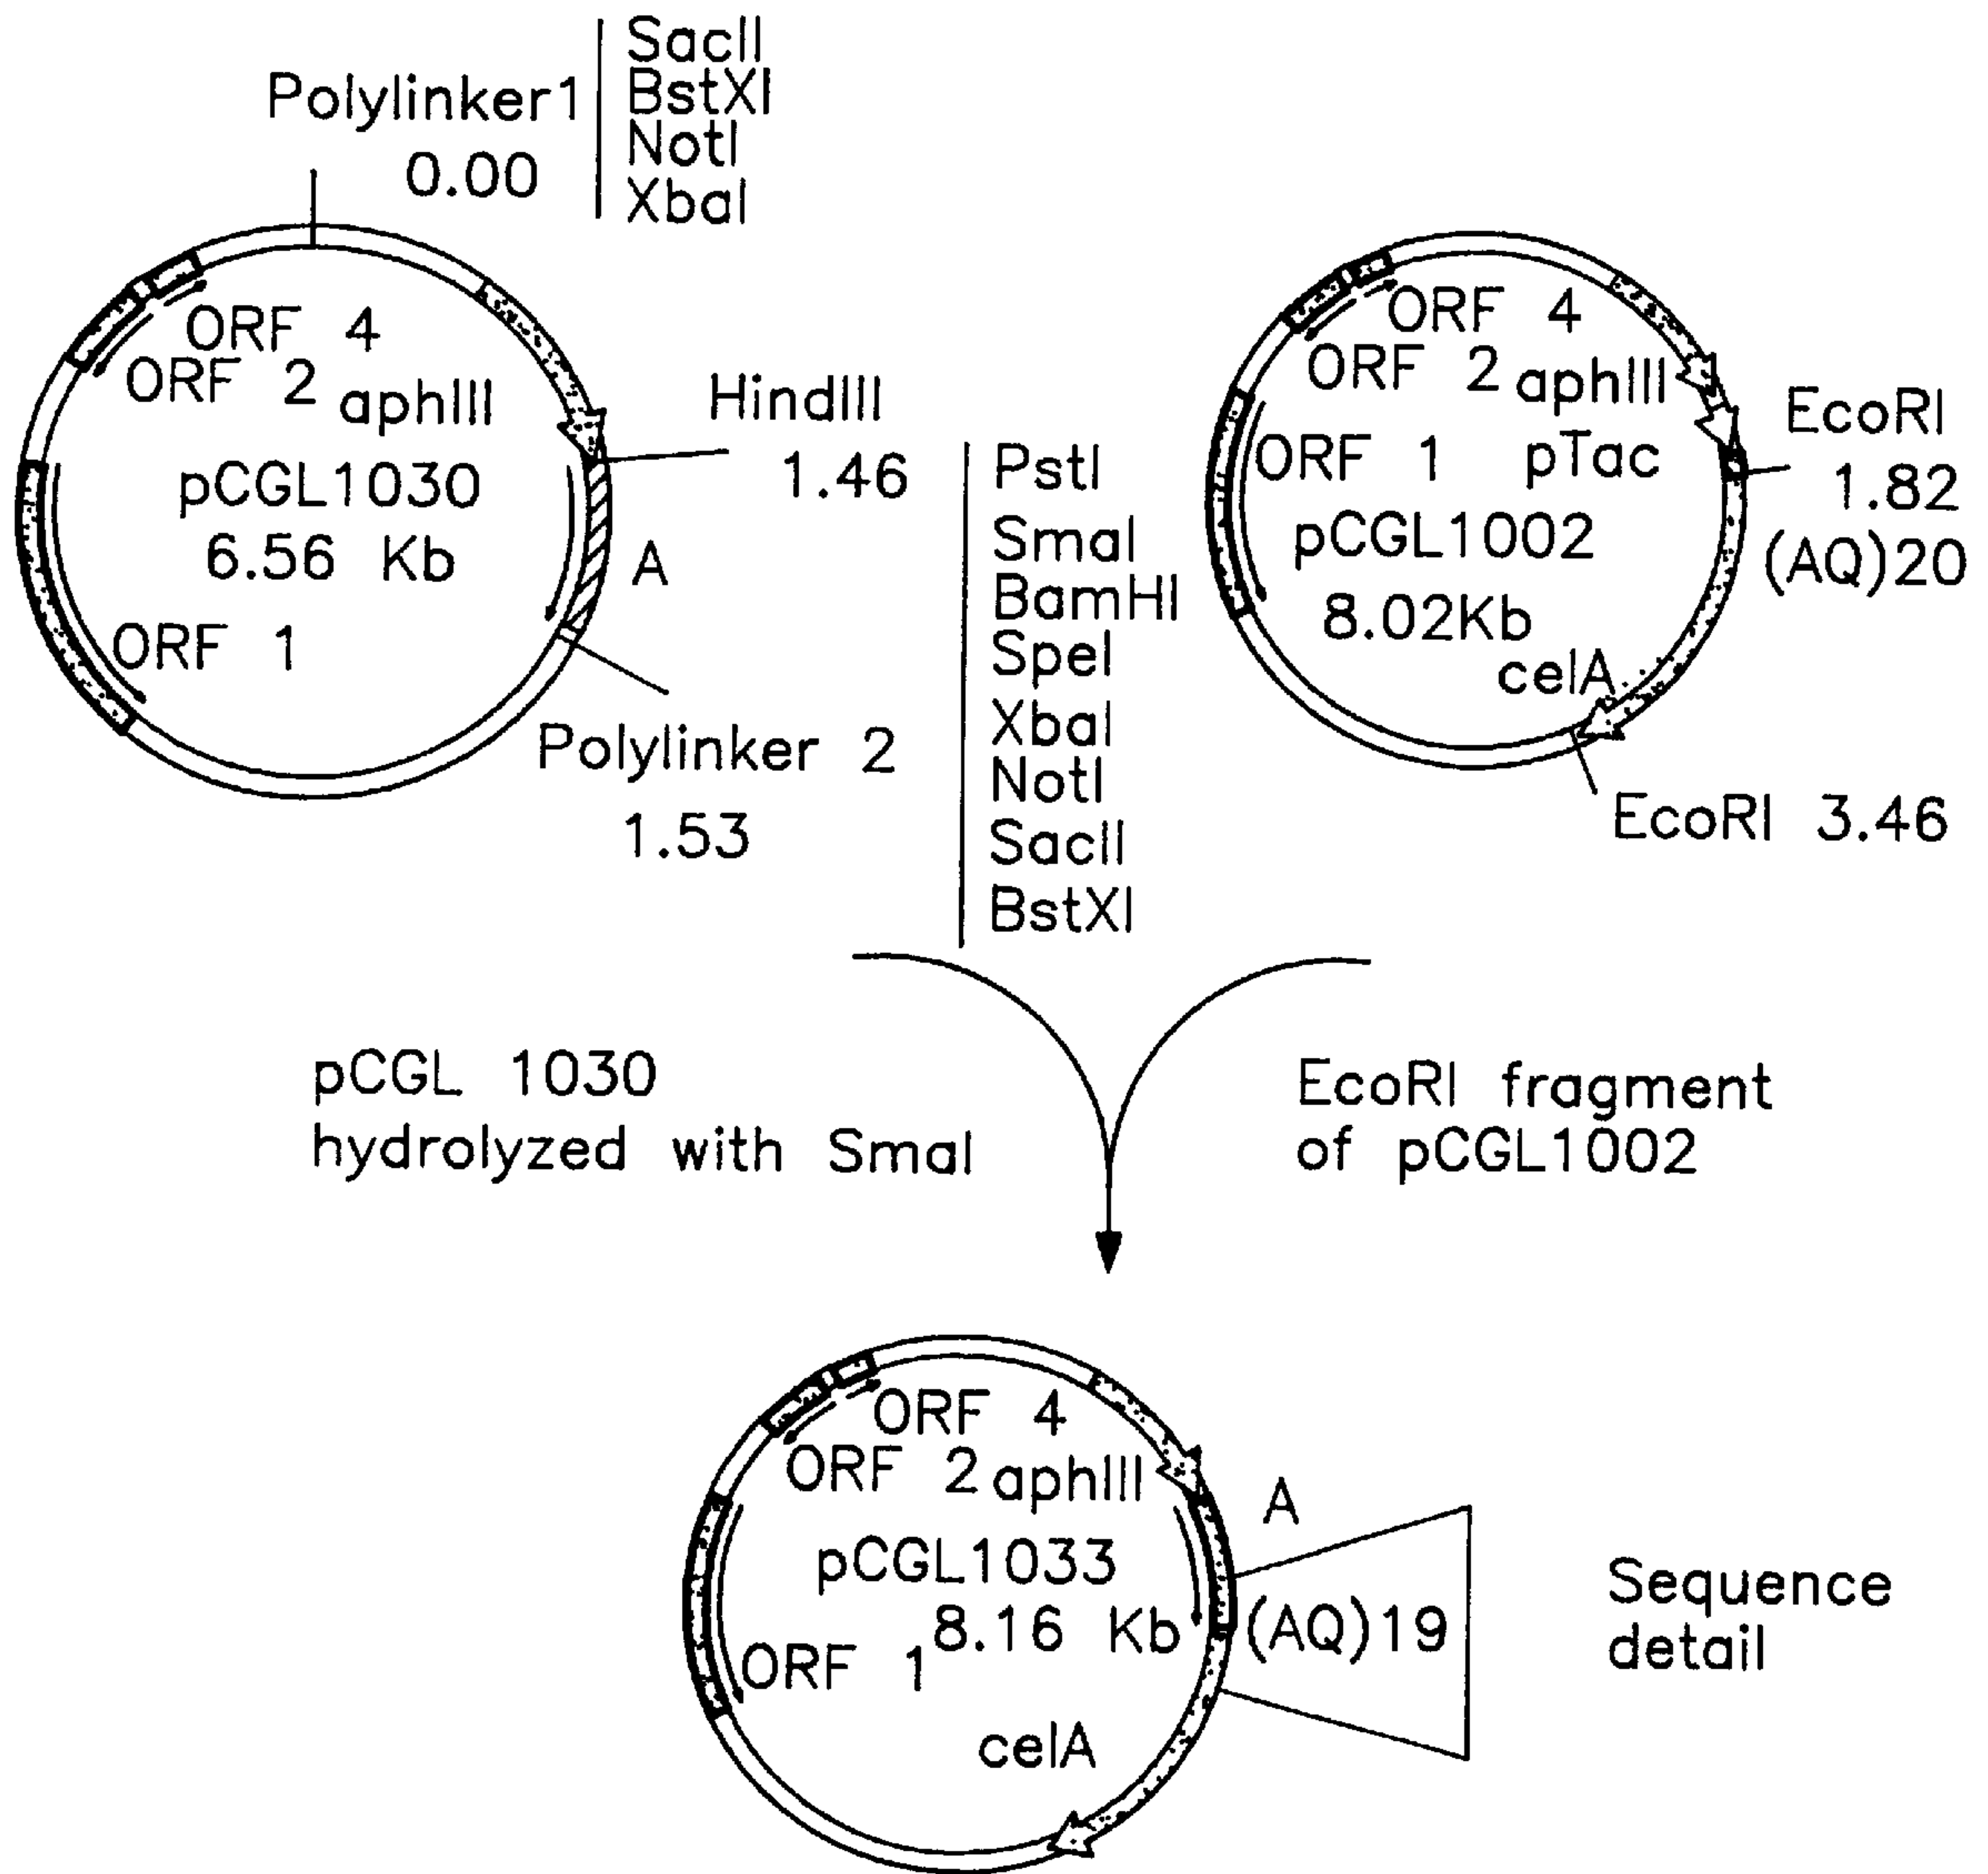 Polylinker1
0.00
SacII
BstXI
NotI
XbaI
ORF 4
ORF 2
aphIII
pCGL1030
6.56 Kb
ORF 1
HindIII
1.46
A
Polylinker 2
1.53
PstI
SmaI
BamHI
SpeI
XbaI
NotI
SacII
BstXI
ORF 4
ORF 2
aphIII
ORF 1
pTac
pCGL1002
8.02Kb
celA
EcoRI
1.82
(AQ)20
EcoRI 3.46
pCGL 1030
hydrolyzed with SmaI
EcoRI fragment
of pCGL1002
ORF 4
ORF 2
aphIII
pCGL1033
8.16 Kb
ORF 1
celA
A
(AQ)19
Sequence
detail